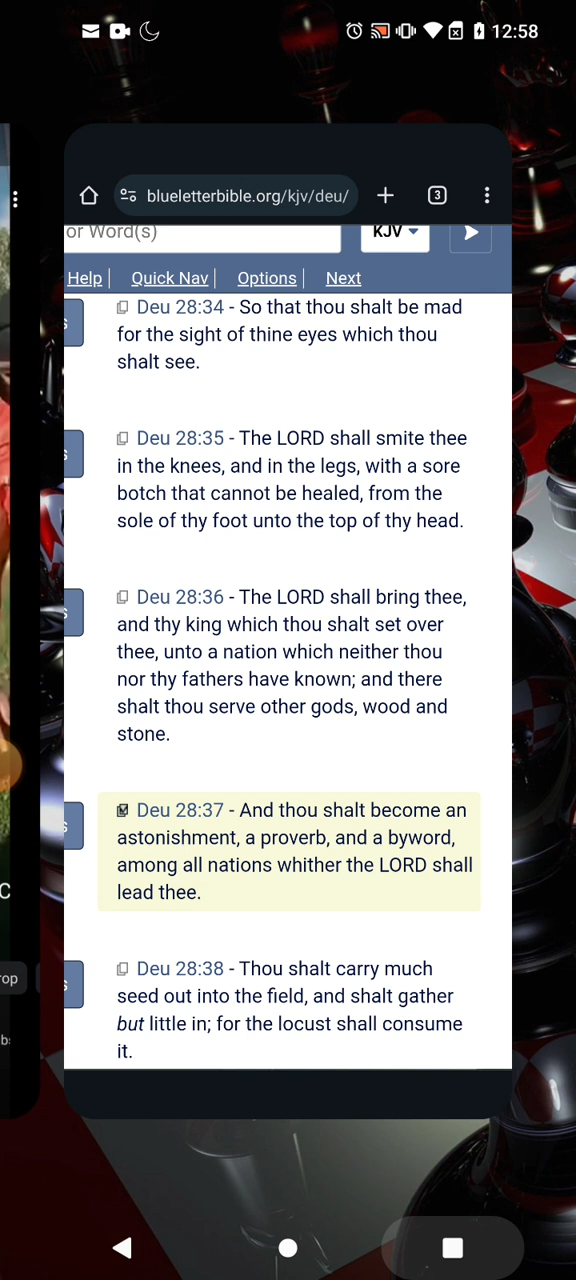 12:58
blueletterbible.org/kjv/deu/
3
or Word(s)
KJV
Help | Quick Nav | Options | Next
Deu 28:34 - So that thou shalt be mad
for the sight of thine eyes which thou
shalt see.
s
Deu 28:35 - The LORD shall smite thee
in the knees, and in the legs, with a sore
botch that cannot be healed, from the
sole of thy foot unto the top of thy head.
s
Deu 28:36 - The LORD shall bring thee,
and thy king which thou shalt set over
thee, unto a nation which neither thou
nor thy fathers have known; and there
shalt thou serve other gods, wood and
stone.
s
Deu 28:37 - And thou shalt become an
astonishment, a proverb, and a byword,
among all nations whither the LORD shall
lead thee.
s
Deu 28:38 - Thou shalt carry much
seed out into the field, and shalt gather
but little in; for the locust shall consume
it.
s
C
rop